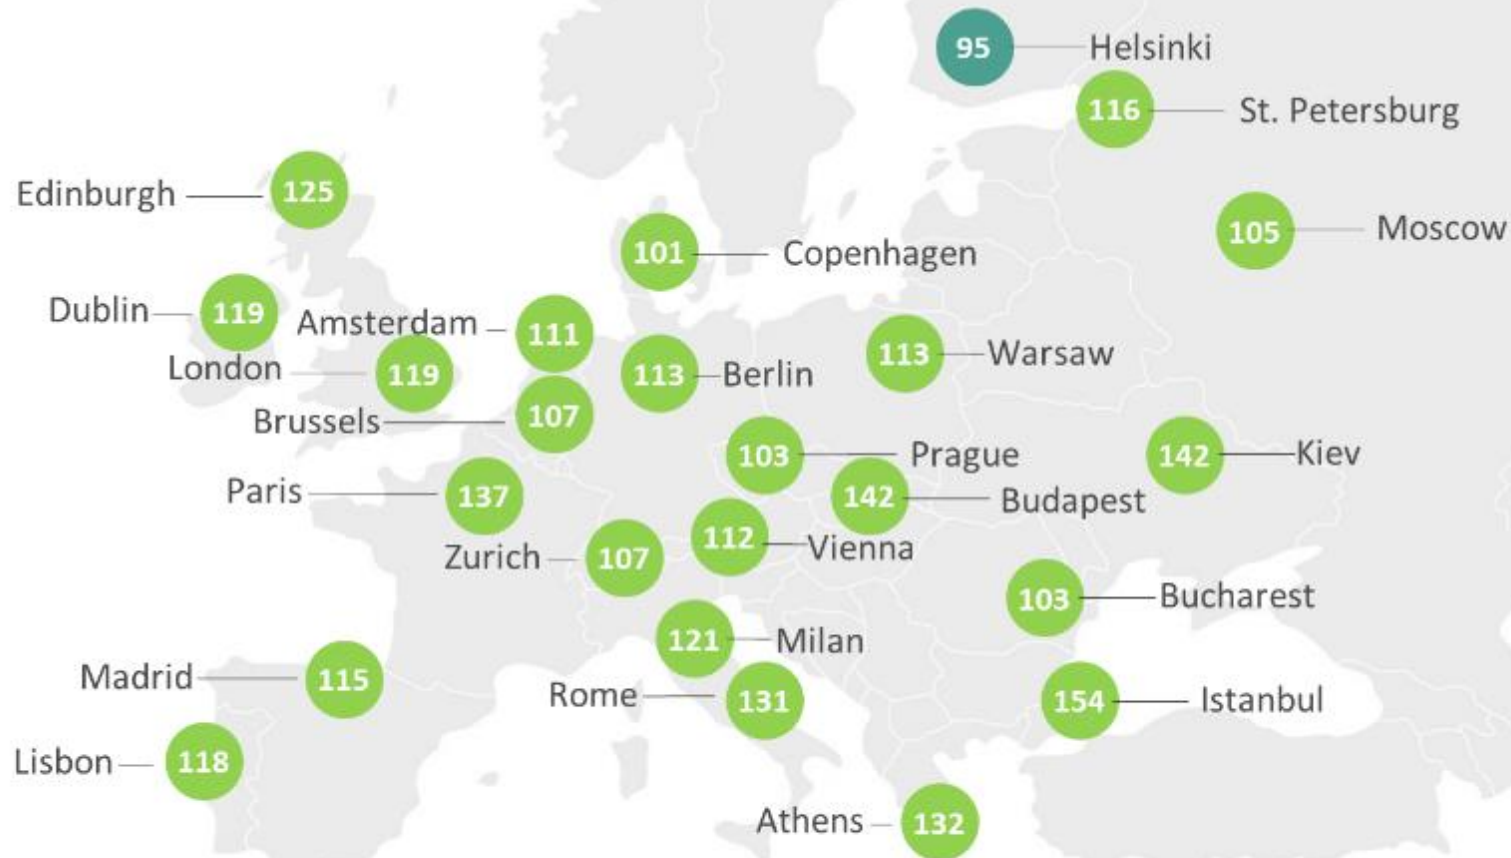 95 Helsinki
116 St. Petersburg
Edinburgh 125
105 Moscow
101 Copenhagen
Dublin 119
Amsterdam 111
113 Warsaw
London 119
113 Berlin
Brussels 107
103 Prague
142 Kiev
Paris 137
142 Budapest
112 Vienna
Zurich 107
103 Bucharest
121 Milan
Madrid 115
Rome 131
154 Istanbul
Lisbon 118
Athens 132